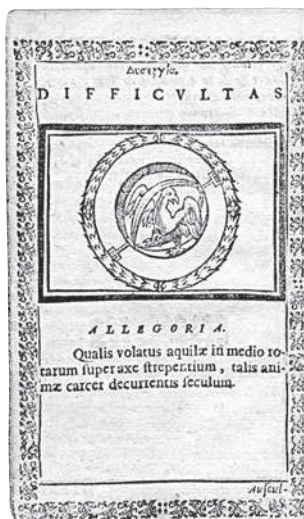 DIFFICVLTAS
ALLEGORIA.
Qualis volatus aquilæ in medio ro-
tarum ſuper axe ſtrepentium, talis ani-
mæ carcer decurrentis ſeculum.
Auſcul-